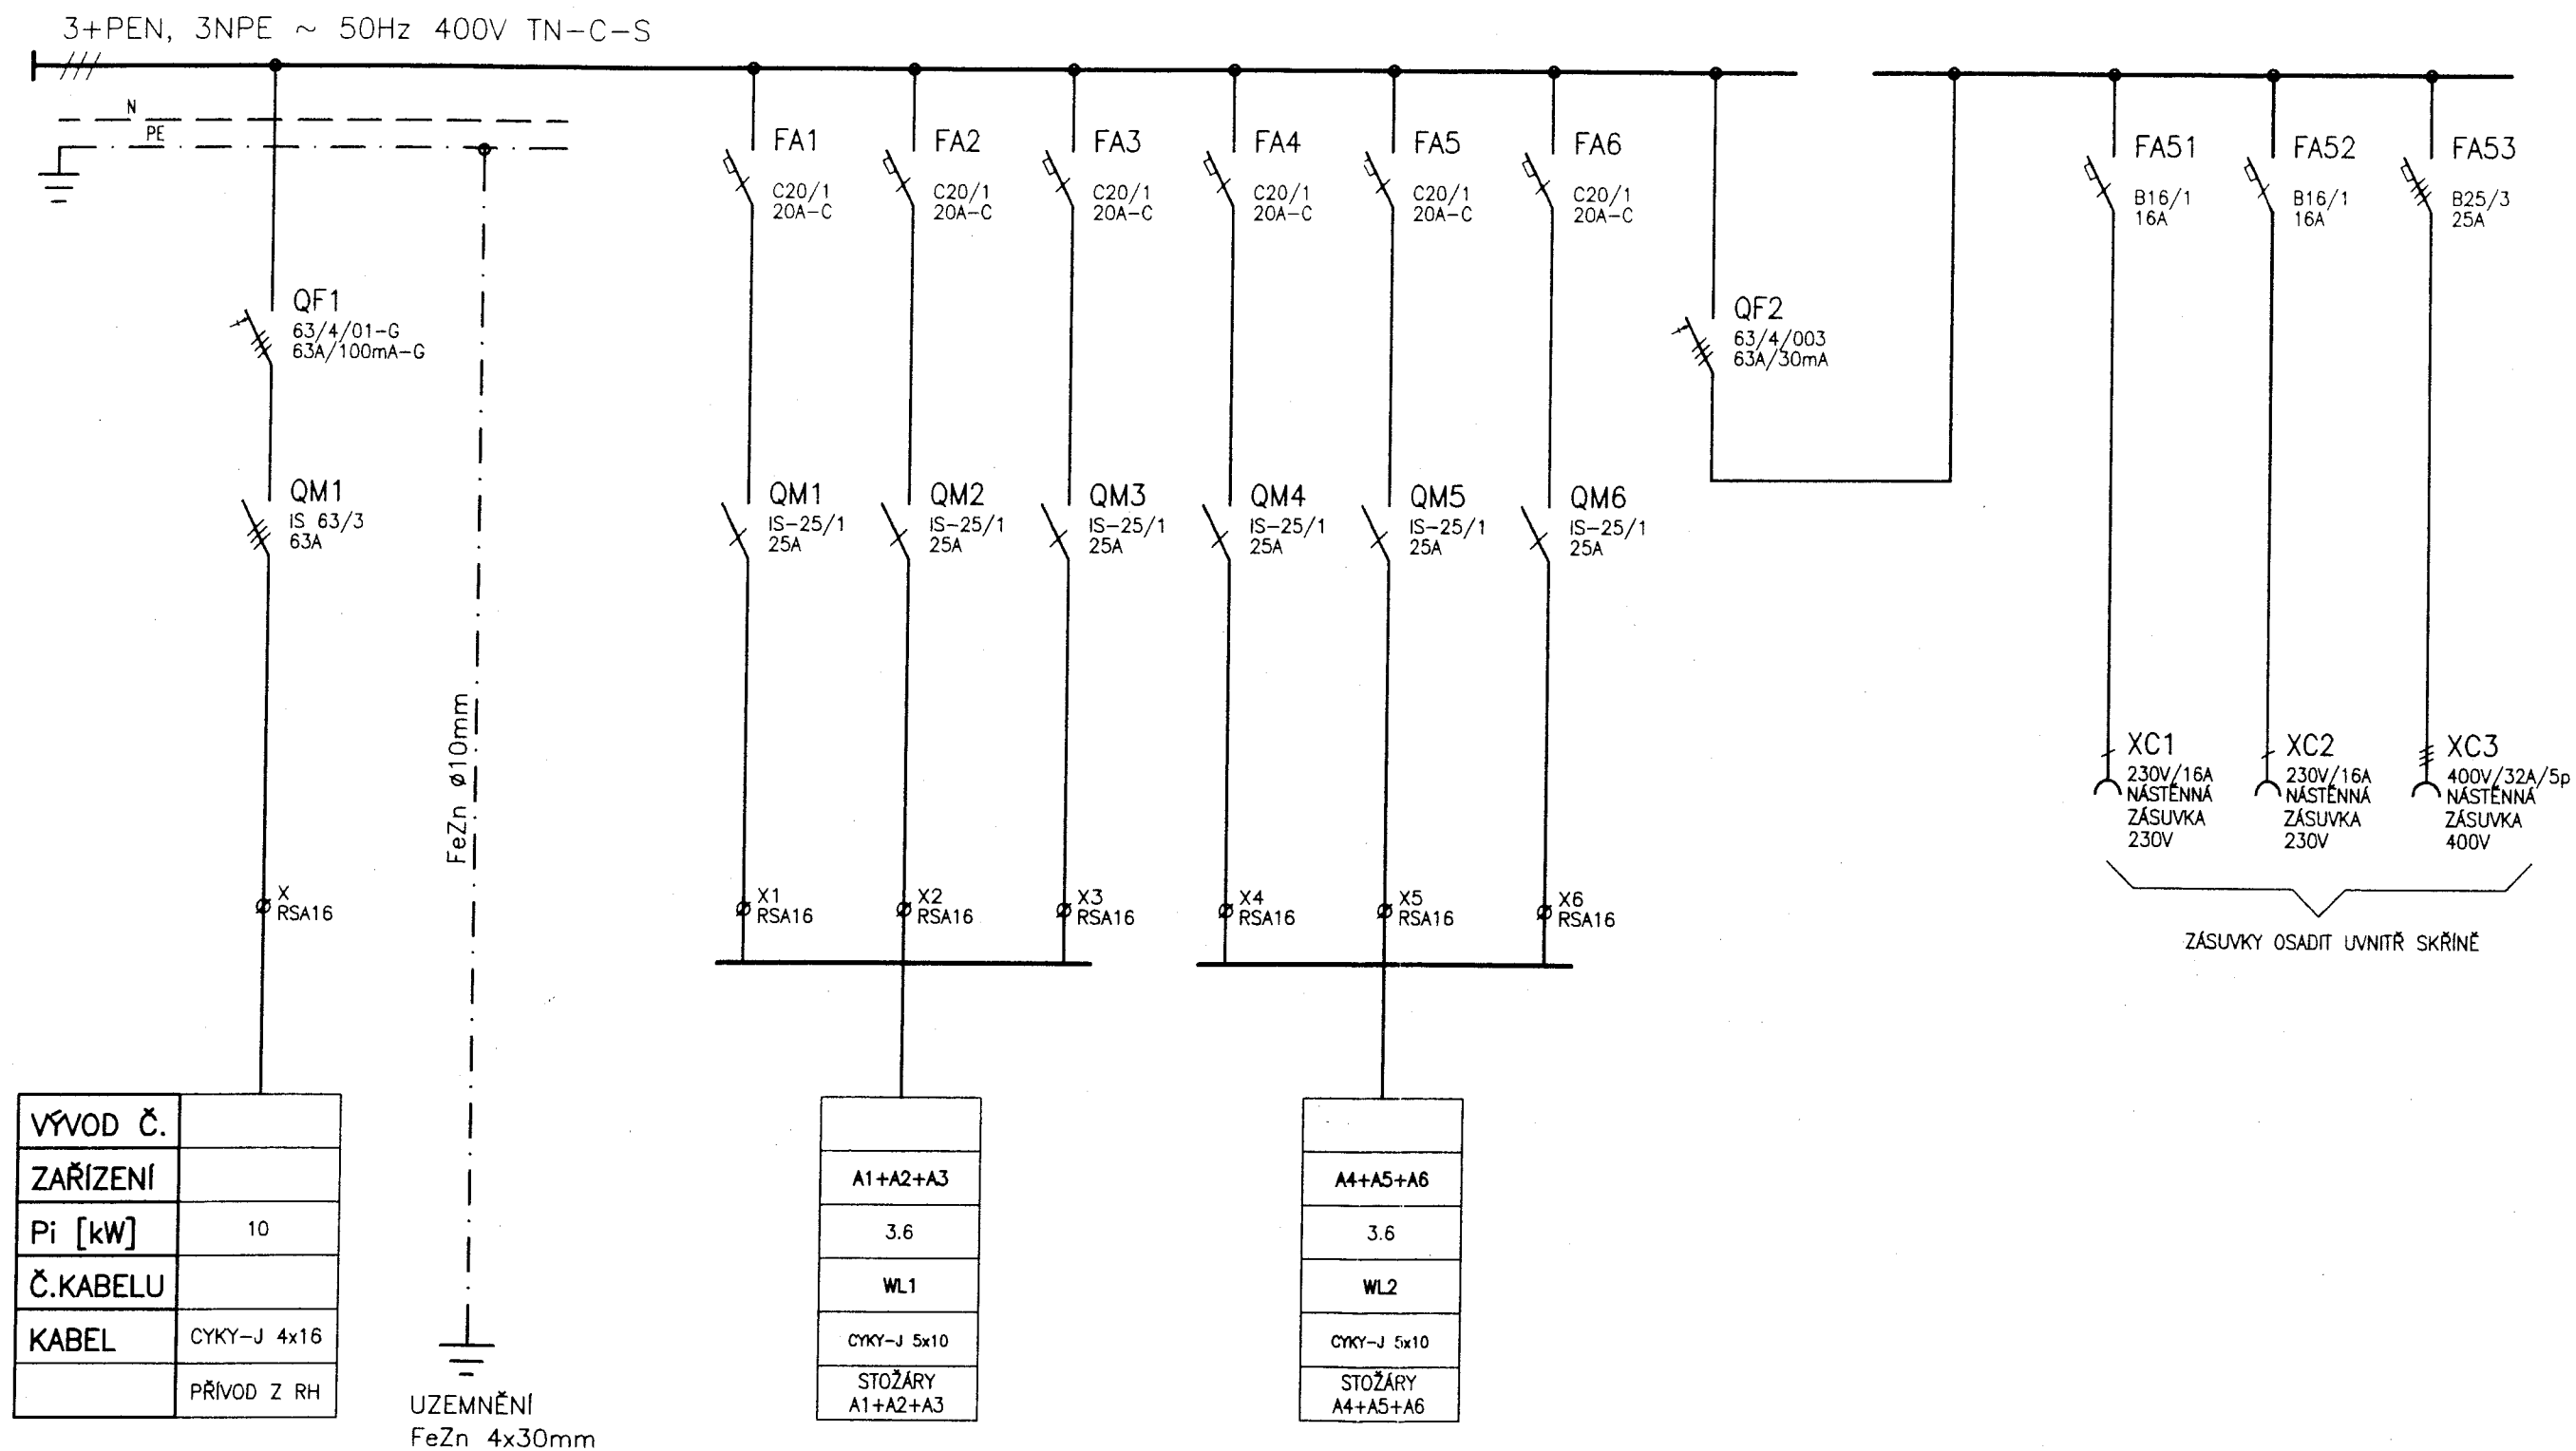 3+PEN, 3NPE ~ 50Hz 400V TN-C-S
N
PE
FA1
C20/1
20A-C
FA2
C20/1
20A-C
FA3
C20/1
20A-C
FA4
C20/1
20A-C
FA5
C20/1
20A-C
FA6
C20/1
20A-C
FA51
B16/1
16A
FA52
B16/1
16A
FA53
B25/3
25A
QF1
63/4/01-G
63A/100mA-G
QF2
63/4/003
63A/30mA
QM1
IS 63/3
63A
QM1
IS-25/1
25A
QM2
IS-25/1
25A
QM3
IS-25/1
25A
QM4
IS-25/1
25A
QM5
IS-25/1
25A
QM6
IS-25/1
25A
FeZn ø10mm
XC1
230V/16A
NÁSTĚNNÁ
ZÁSUVKA
230V
XC2
230V/16A
NÁSTĚNNÁ
ZÁSUVKA
230V
XC3
400V/32A/5p
NÁSTĚNNÁ
ZÁSUVKA
400V
X
RSA16
X1
RSA16
X2
RSA16
X3
RSA16
X4
RSA16
X5
RSA16
X6
RSA16
ZÁSUVKY OSADIT UVNITŘ SKŘÍNĚ
VÝVOD Č.
ZAŘÍZENÍ
Pi [kW] 10
Č.KABELU
KABEL CYKY-J 4x16
PŘÍVOD Z RH
UZEMNĚNÍ
FeZn 4x30mm
A1+A2+A3
3.6
WL1
CYKY-J 5x10
STOŽÁRY
A1+A2+A3
A4+A5+A6
3.6
WL2
CYKY-J 5x10
STOŽÁRY
A4+A5+A6